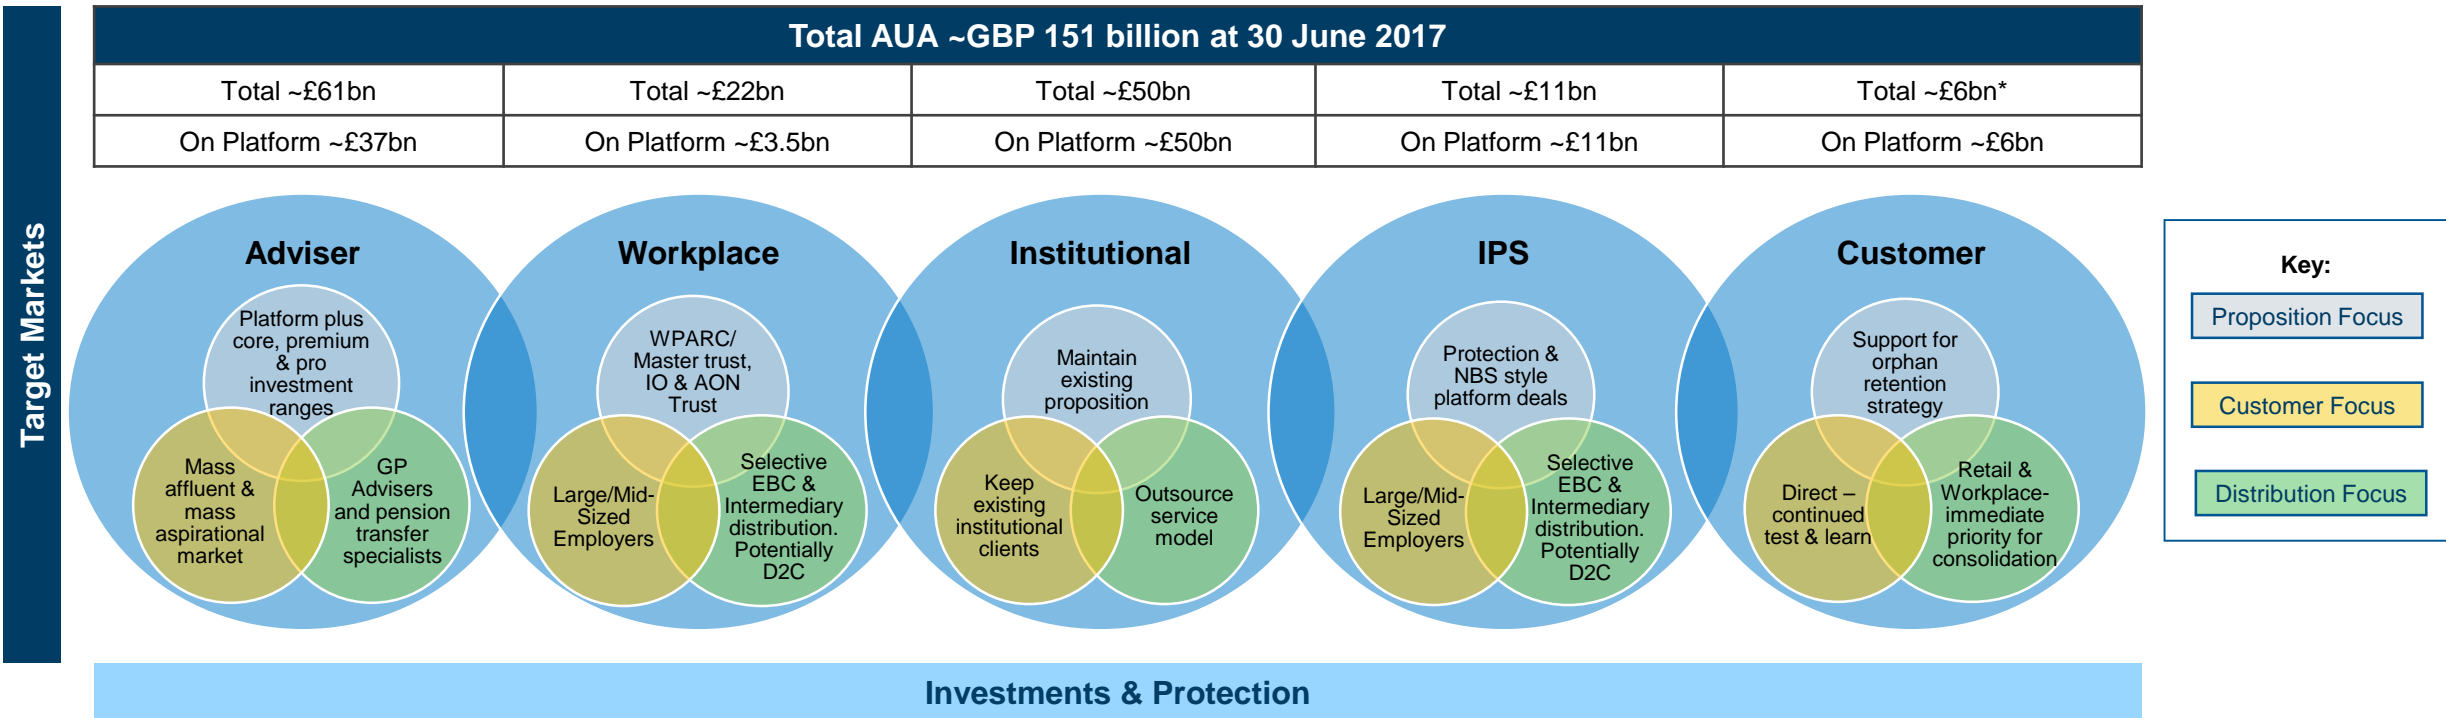 Total AUA ~GBP 151 billion at 30 June 2017
Total ~£61bn
Total ~£22bn
Total ~£50bn
Total ~£11bn
Total ~£6bn*
On Platform ~£37bn
On Platform ~£3.5bn
On Platform ~£50bn
On Platform ~£11bn
On Platform ~£6bn
Target Markets
Adviser
Platform plus
core, premium
& pro
investment
ranges
Mass
affluent &
mass
aspirational
market
GP
Advisers
and pension
transfer
specialists
Workplace
WPARC/
Master trust,
IO & AON
Trust
Large/Mid-
Sized
Employers
Selective
EBC &
Intermediary
distribution.
Potentially
D2C
Institutional
Maintain
existing
proposition
Keep
existing
institutional
clients
Outsource
service
model
IPS
Protection &
NBS style
platform deals
Large/Mid-
Sized
Employers
Selective
EBC &
Intermediary
distribution.
Potentially
D2C
Customer
Support for
orphan
retention
strategy
Direct –
continued
test & learn
Retail &
Workplace-
immediate
priority for
consolidation
Key:
Proposition Focus
Customer Focus
Distribution Focus
Investments & Protection